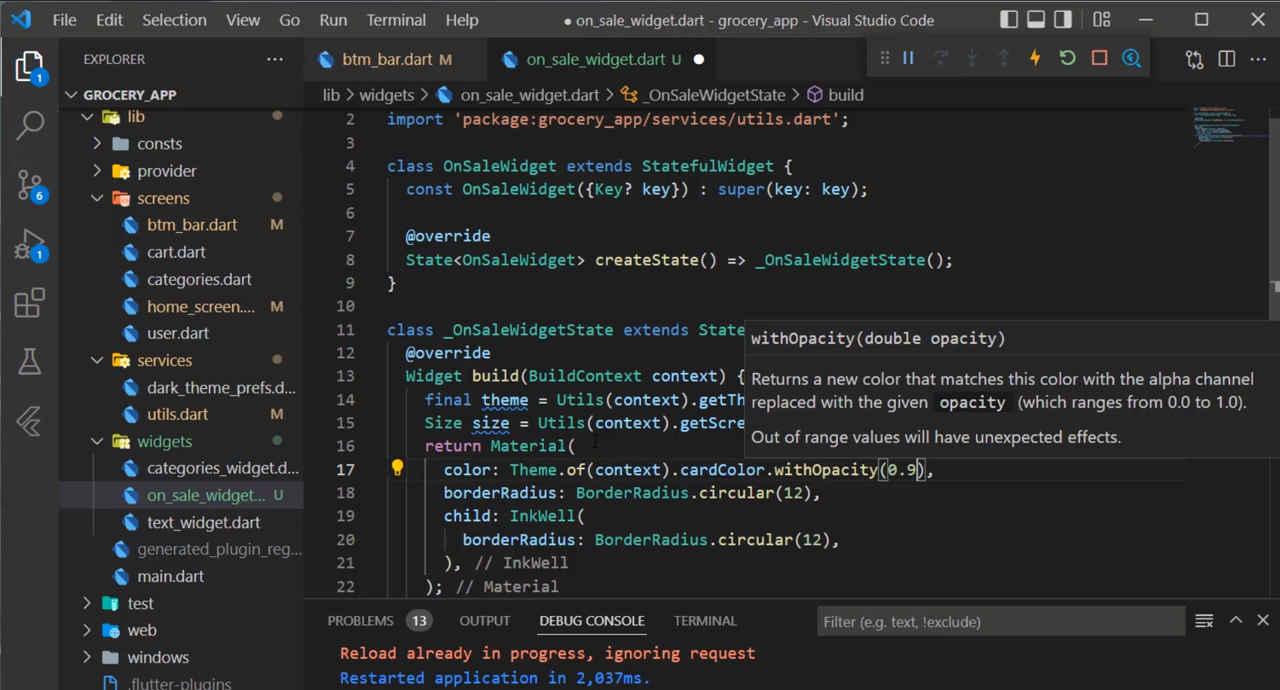 File Edit Selection View Go Run Terminal Help
● on_sale_widget.dart - grocery_app - Visual Studio Code
EXPLORER ···
btm_bar.dart M
on_sale_widget.dart U ●
GROCERY_APP
lib > widgets > on_sale_widget.dart > _OnSaleWidgetState > build
lib
consts
provider
screens
btm_bar.dart M
cart.dart
categories.dart
home_screen.... M
user.dart
services
dark_theme_prefs.d...
utils.dart M
widgets
categories_widget.d...
on_sale_widget... U
text_widget.dart
generated_plugin_reg...
main.dart
test
web
windows
.flutter-plugins
1
6
1
2 import 'package:grocery_app/services/utils.dart';
3
4 class OnSaleWidget extends StatefulWidget {
5 const OnSaleWidget({Key? key}) : super(key: key);
6
7 @override
8 State<OnSaleWidget> createState() => _OnSaleWidgetState();
9 }
10
11 class _OnSaleWidgetState extends State
12 @override
13 Widget build(BuildContext context) {
14 final theme = Utils(context).getTh
15 Size size = Utils(context).getScre
16 return Material(
17 color: Theme.of(context).cardColor.withOpacity(0.9),
18 borderRadius: BorderRadius.circular(12),
19 child: InkWell(
20 borderRadius: BorderRadius.circular(12),
21 ), // InkWell
22 ); // Material
withOpacity(double opacity)
Returns a new color that matches this color with the alpha channel
replaced with the given opacity (which ranges from 0.0 to 1.0).
Out of range values will have unexpected effects.
PROBLEMS 13 OUTPUT DEBUG CONSOLE TERMINAL
Filter (e.g. text, !exclude)
Reload already in progress, ignoring request
Restarted application in 2,037ms.